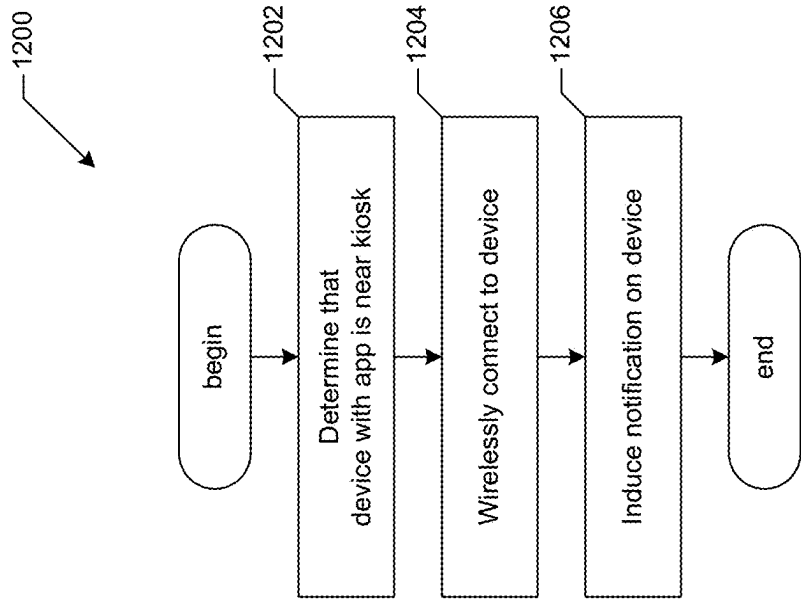 1200
begin
1202
Determine that
device with app is near kiosk
1204
Wirelessly connect to device
1206
Induce notification on device
end